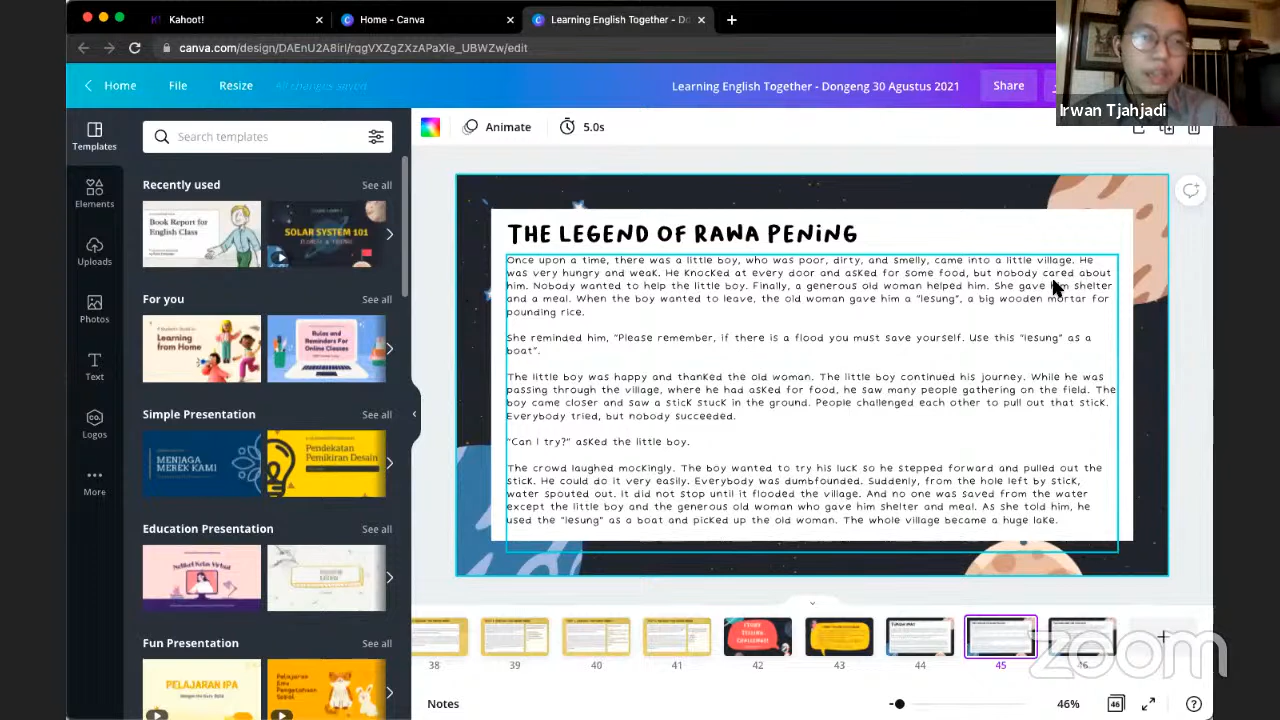 Kahoot!
Home - Canva
Learning English Together - Do
canva.com/design/DAEnU2A8irI/rqgVXZgZXzAPaXIe_UBWZw/edit
Irwan Tjahjadi
Home
File
Resize
All changes saved
Learning English Together - Dongeng 30 Agustus 2021
Share
Templates
Search templates
Animate
5.0s
Elements
Uploads
Photos
Text
Logos
More
Recently used
See all
Book Report for
English Class
SOLAR SYSTEM 101
For you
See all
Learning
from Home
Rules and
Reminders For
Online Classes
Simple Presentation
See all
MENJAGA
MEREK KAMI
Pendekatan
Pemikiran Desain
Education Presentation
See all
Fun Presentation
See all
PELAJARAN IPA
THE LEGEND OF RAWA PENING
Once upon a time, there was a little boy, who was poor, dirty, and smelly, came into a little village. He
was very hungry and weak. He knocked at every door and asked for some food, but nobody cared about
him. Nobody wanted to help the little boy. Finally, a generous old woman helped him. She gave him shelter
and a meal. When the boy wanted to leave, the old woman gave him a "lesung", a big wooden mortar for
pounding rice.
She reminded him, "Please remember, if there is a flood you must save yourself. Use this "lesung" as a
boat".
The little boy was happy and thanked the old woman. The little boy continued his journey. While he was
passing through the village, where he had asked for food, he saw many people gathering on the field. The
boy came closer and saw a stick stuck in the ground. People challenged each other to pull out that stick.
Everybody tried, but nobody succeeded.
"Can I try?" asked the little boy.
The crowd laughed mockingly. The boy wanted to try his luck so he stepped forward and pulled out the
stick. He could do it very easily. Everybody was dumbfounded. Suddenly, from the hole left by stick,
water spouted out. It did not stop until it flooded the village. And no one was saved from the water
except the little boy and the generous old woman who gave him shelter and meal. As she told him, he
used the "lesung" as a boat and picked up the old woman. The whole village became a huge lake.
38
39
40
41
42
43
44
45
46
zoom
Notes
46%
46